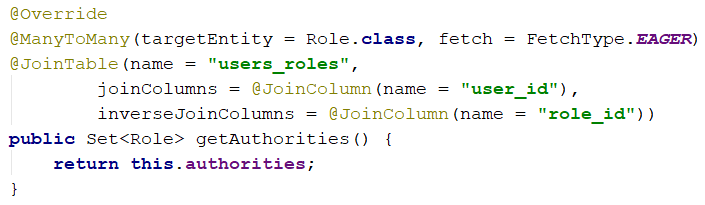 @Override
@ManyToMany(targetEntity = Role.class, fetch = FetchType.EAGER)
@JoinTable(name = "users_roles",
        joinColumns = @JoinColumn(name = "user_id"),
        inverseJoinColumns = @JoinColumn(name = "role_id"))
public Set<Role> getAuthorities() {
    return this.authorities;
}